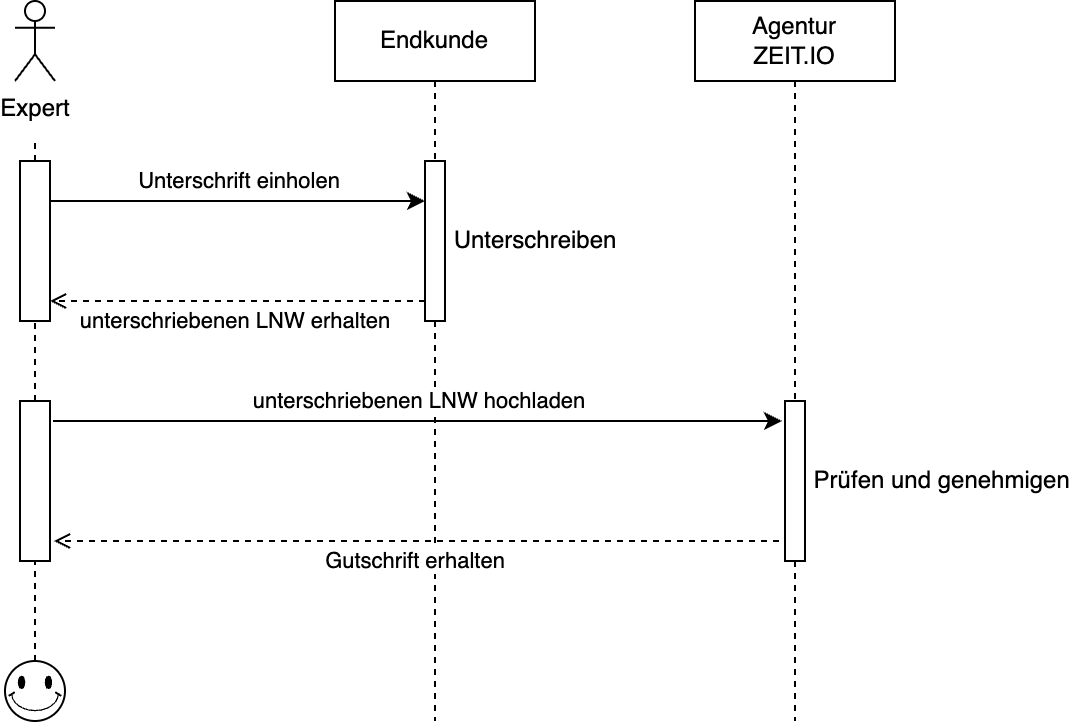 Endkunde
Agentur
ZEIT.IO
Expert
Unterschrift einholen
Unterschreiben
unterschriebenen LNW erhalten
unterschriebenen LNW hochladen
Prüfen und genehmigen
Gutschrift erhalten